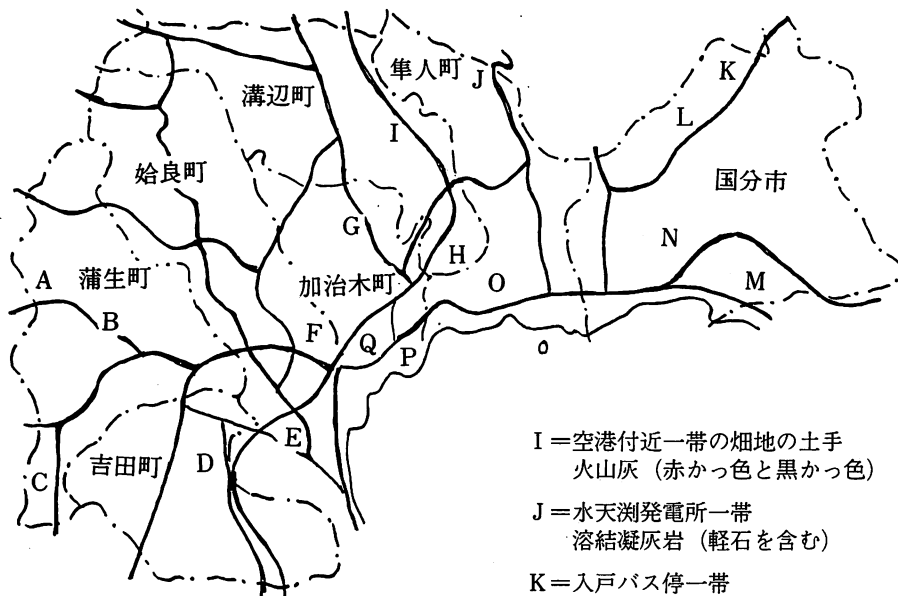 隼人町
K
J
溝辺町
L
I
姶良町
国分市
G
N
H
A
蒲生町
加治木町
O
M
B
F
Q
P
E
吉田町
D
C
I＝空港付近一帯の畑地の土手
火山灰（赤かっ色と黒かっ色）
J＝水天渕発電所一帯
溶結凝灰岩（軽石を含む）
K＝入戸バス停一帯